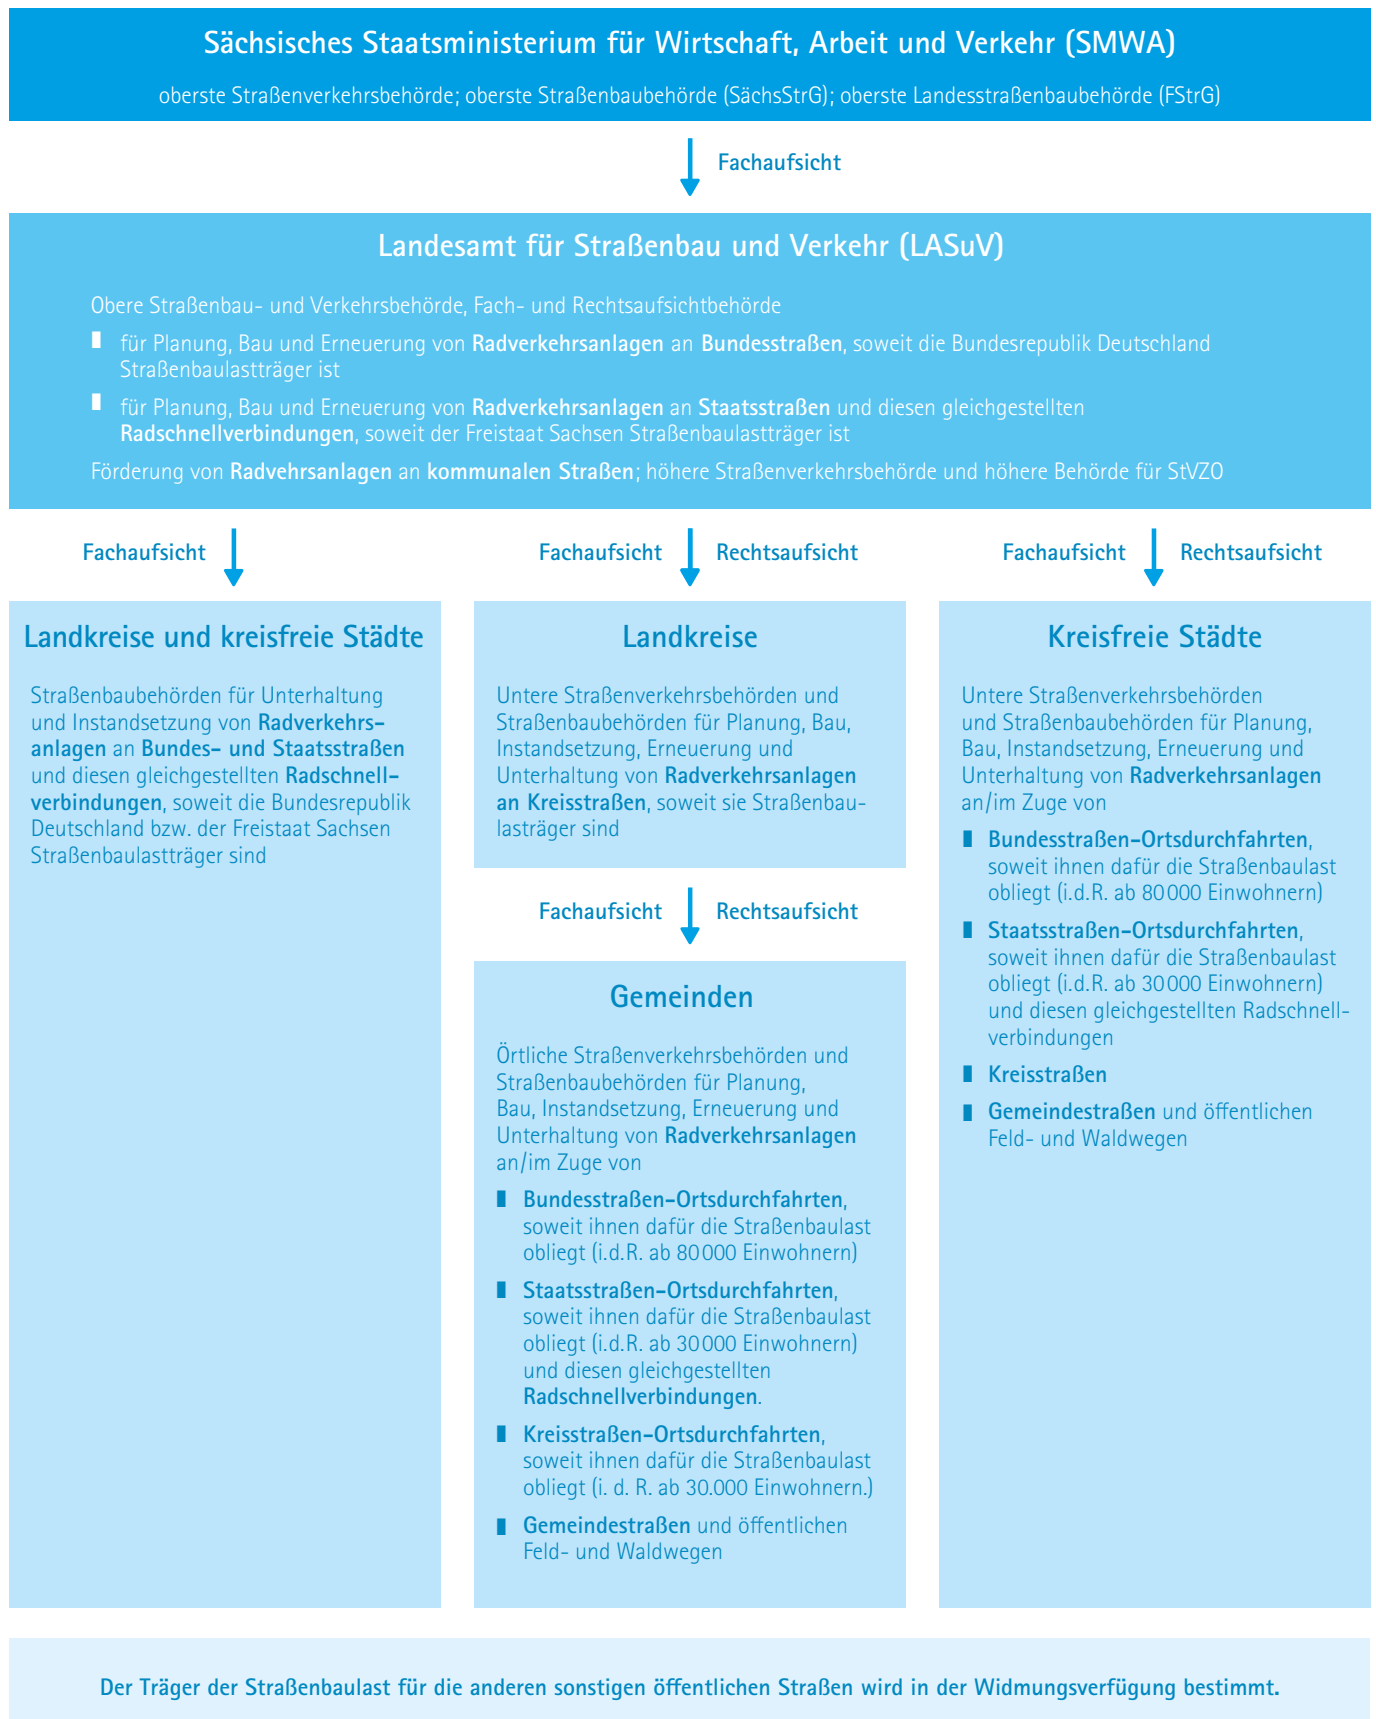 Sächsisches Staatsministerium für Wirtschaft, Arbeit und Verkehr (SMWA)
oberste Straßenverkehrsbehörde; oberste Straßenbaubehörde (SächsStrG); oberste Landesstraßenbaubehörde (FStrG)
Fachaufsicht
Landesamt für Straßenbau und Verkehr (LASuV)
Obere Straßenbau- und Verkehrsbehörde, Fach- und Rechtsaufsichtbehörde
für Planung, Bau und Erneuerung von Radverkehrsanlagen an Bundesstraßen, soweit die Bundesrepublik Deutschland
Straßenbaulastträger ist
für Planung, Bau und Erneuerung von Radverkehrsanlagen an Staatsstraßen und diesen gleichgestellten
Radschnellverbindungen, soweit der Freistaat Sachsen Straßenbaulastträger ist
Förderung von Radvehrsanlagen an kommunalen Straßen; höhere Straßenverkehrsbehörde und höhere Behörde für StVZO
Fachaufsicht
Fachaufsicht Rechtsaufsicht
Fachaufsicht Rechtsaufsicht
Landkreise und kreisfreie Städte
Straßenbaubehörden für Unterhaltung
und Instandsetzung von Radverkehrs-
anlagen an Bundes- und Staatsstraßen
und diesen gleichgestellten Radschnell-
verbindungen, soweit die Bundesrepublik
Deutschland bzw. der Freistaat Sachsen
Straßenbaulastträger sind
Landkreise
Untere Straßenverkehrsbehörden und
Straßenbaubehörden für Planung, Bau,
Instandsetzung, Erneuerung und
Unterhaltung von Radverkehrsanlagen
an Kreisstraßen, soweit sie Straßenbau-
lasträger sind
Fachaufsicht Rechtsaufsicht
Gemeinden
Örtliche Straßenverkehrsbehörden und
Straßenbaubehörden für Planung,
Bau, Instandsetzung, Erneuerung und
Unterhaltung von Radverkehrsanlagen
an/im Zuge von
Bundesstraßen-Ortsdurchfahrten,
soweit ihnen dafür die Straßenbaulast
obliegt (i.d.R. ab 80 000 Einwohnern)
Staatsstraßen-Ortsdurchfahrten,
soweit ihnen dafür die Straßenbaulast
obliegt (i.d.R. ab 30 000 Einwohnern)
und diesen gleichgestellten
Radschnellverbindungen.
Kreisstraßen-Ortsdurchfahrten,
soweit ihnen dafür die Straßenbaulast
obliegt (i. d. R. ab 30.000 Einwohnern.)
Gemeindestraßen und öffentlichen
Feld- und Waldwegen
Kreisfreie Städte
Untere Straßenverkehrsbehörden
und Straßenbaubehörden für Planung,
Bau, Instandsetzung, Erneuerung und
Unterhaltung von Radverkehrsanlagen
an/im Zuge von
Bundesstraßen-Ortsdurchfahrten,
soweit ihnen dafür die Straßenbaulast
obliegt (i.d.R. ab 80 000 Einwohnern)
Staatsstraßen-Ortsdurchfahrten,
soweit ihnen dafür die Straßenbaulast
obliegt (i.d.R. ab 30 000 Einwohnern)
und diesen gleichgestellten Radschnell-
verbindungen
Kreisstraßen
Gemeindestraßen und öffentlichen
Feld- und Waldwegen
Der Träger der Straßenbaulast für die anderen sonstigen öffentlichen Straßen wird in der Widmungsverfügung bestimmt.